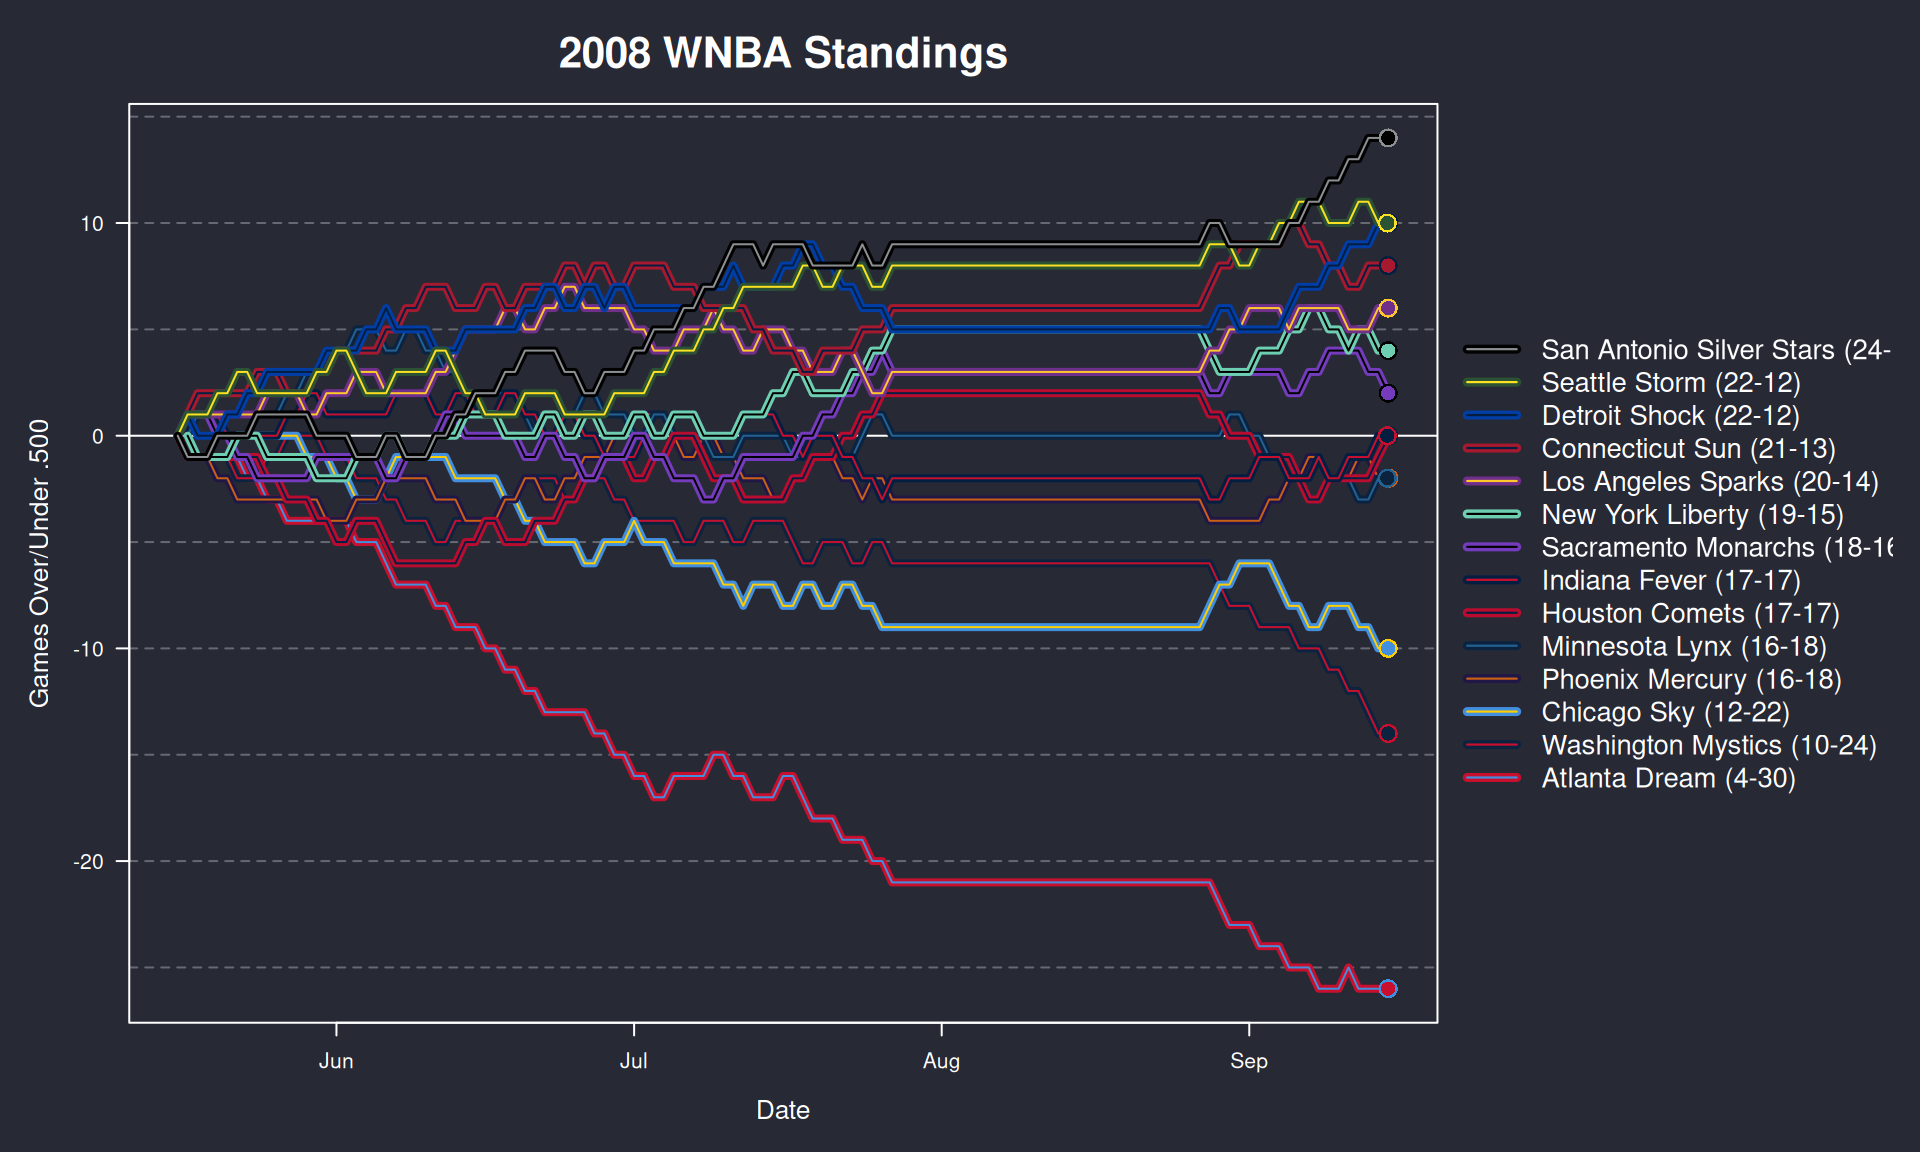 2008 WNBA Standings
Games Over/Under .500
10
0
-10
-20
Jun
Jul
Aug
Sep
Date
San Antonio Silver Stars (24-
Seattle Storm (22-12)
Detroit Shock (22-12)
Connecticut Sun (21-13)
Los Angeles Sparks (20-14)
New York Liberty (19-15)
Sacramento Monarchs (18-16
Indiana Fever (17-17)
Houston Comets (17-17)
Minnesota Lynx (16-18)
Phoenix Mercury (16-18)
Chicago Sky (12-22)
Washington Mystics (10-24)
Atlanta Dream (4-30)